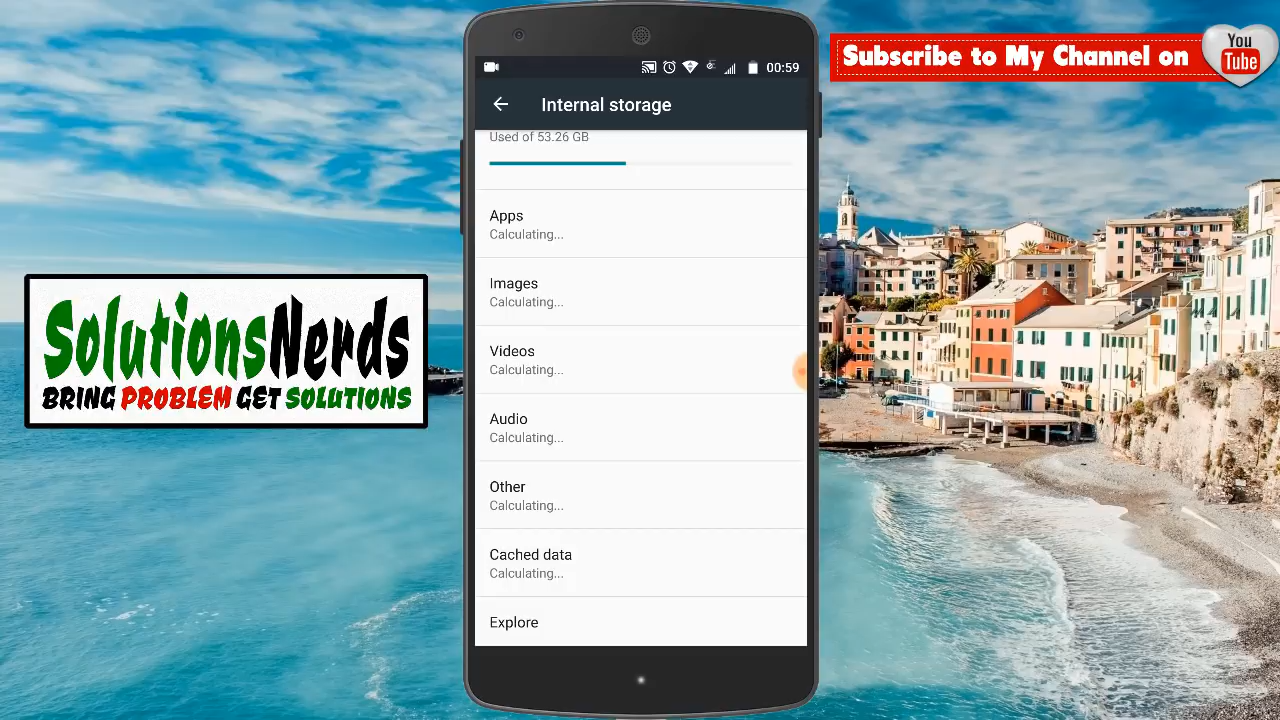 Subscribe to My Channel on
You
Tube
00:59
Internal storage
Used of 53.26 GB
Apps
Calculating...
Images
Calculating...
Videos
Calculating...
Audio
Calculating...
Other
Calculating...
Cached data
Calculating...
Explore
SolutionsNerds
BRING PROBLEM GET SOLUTIONS